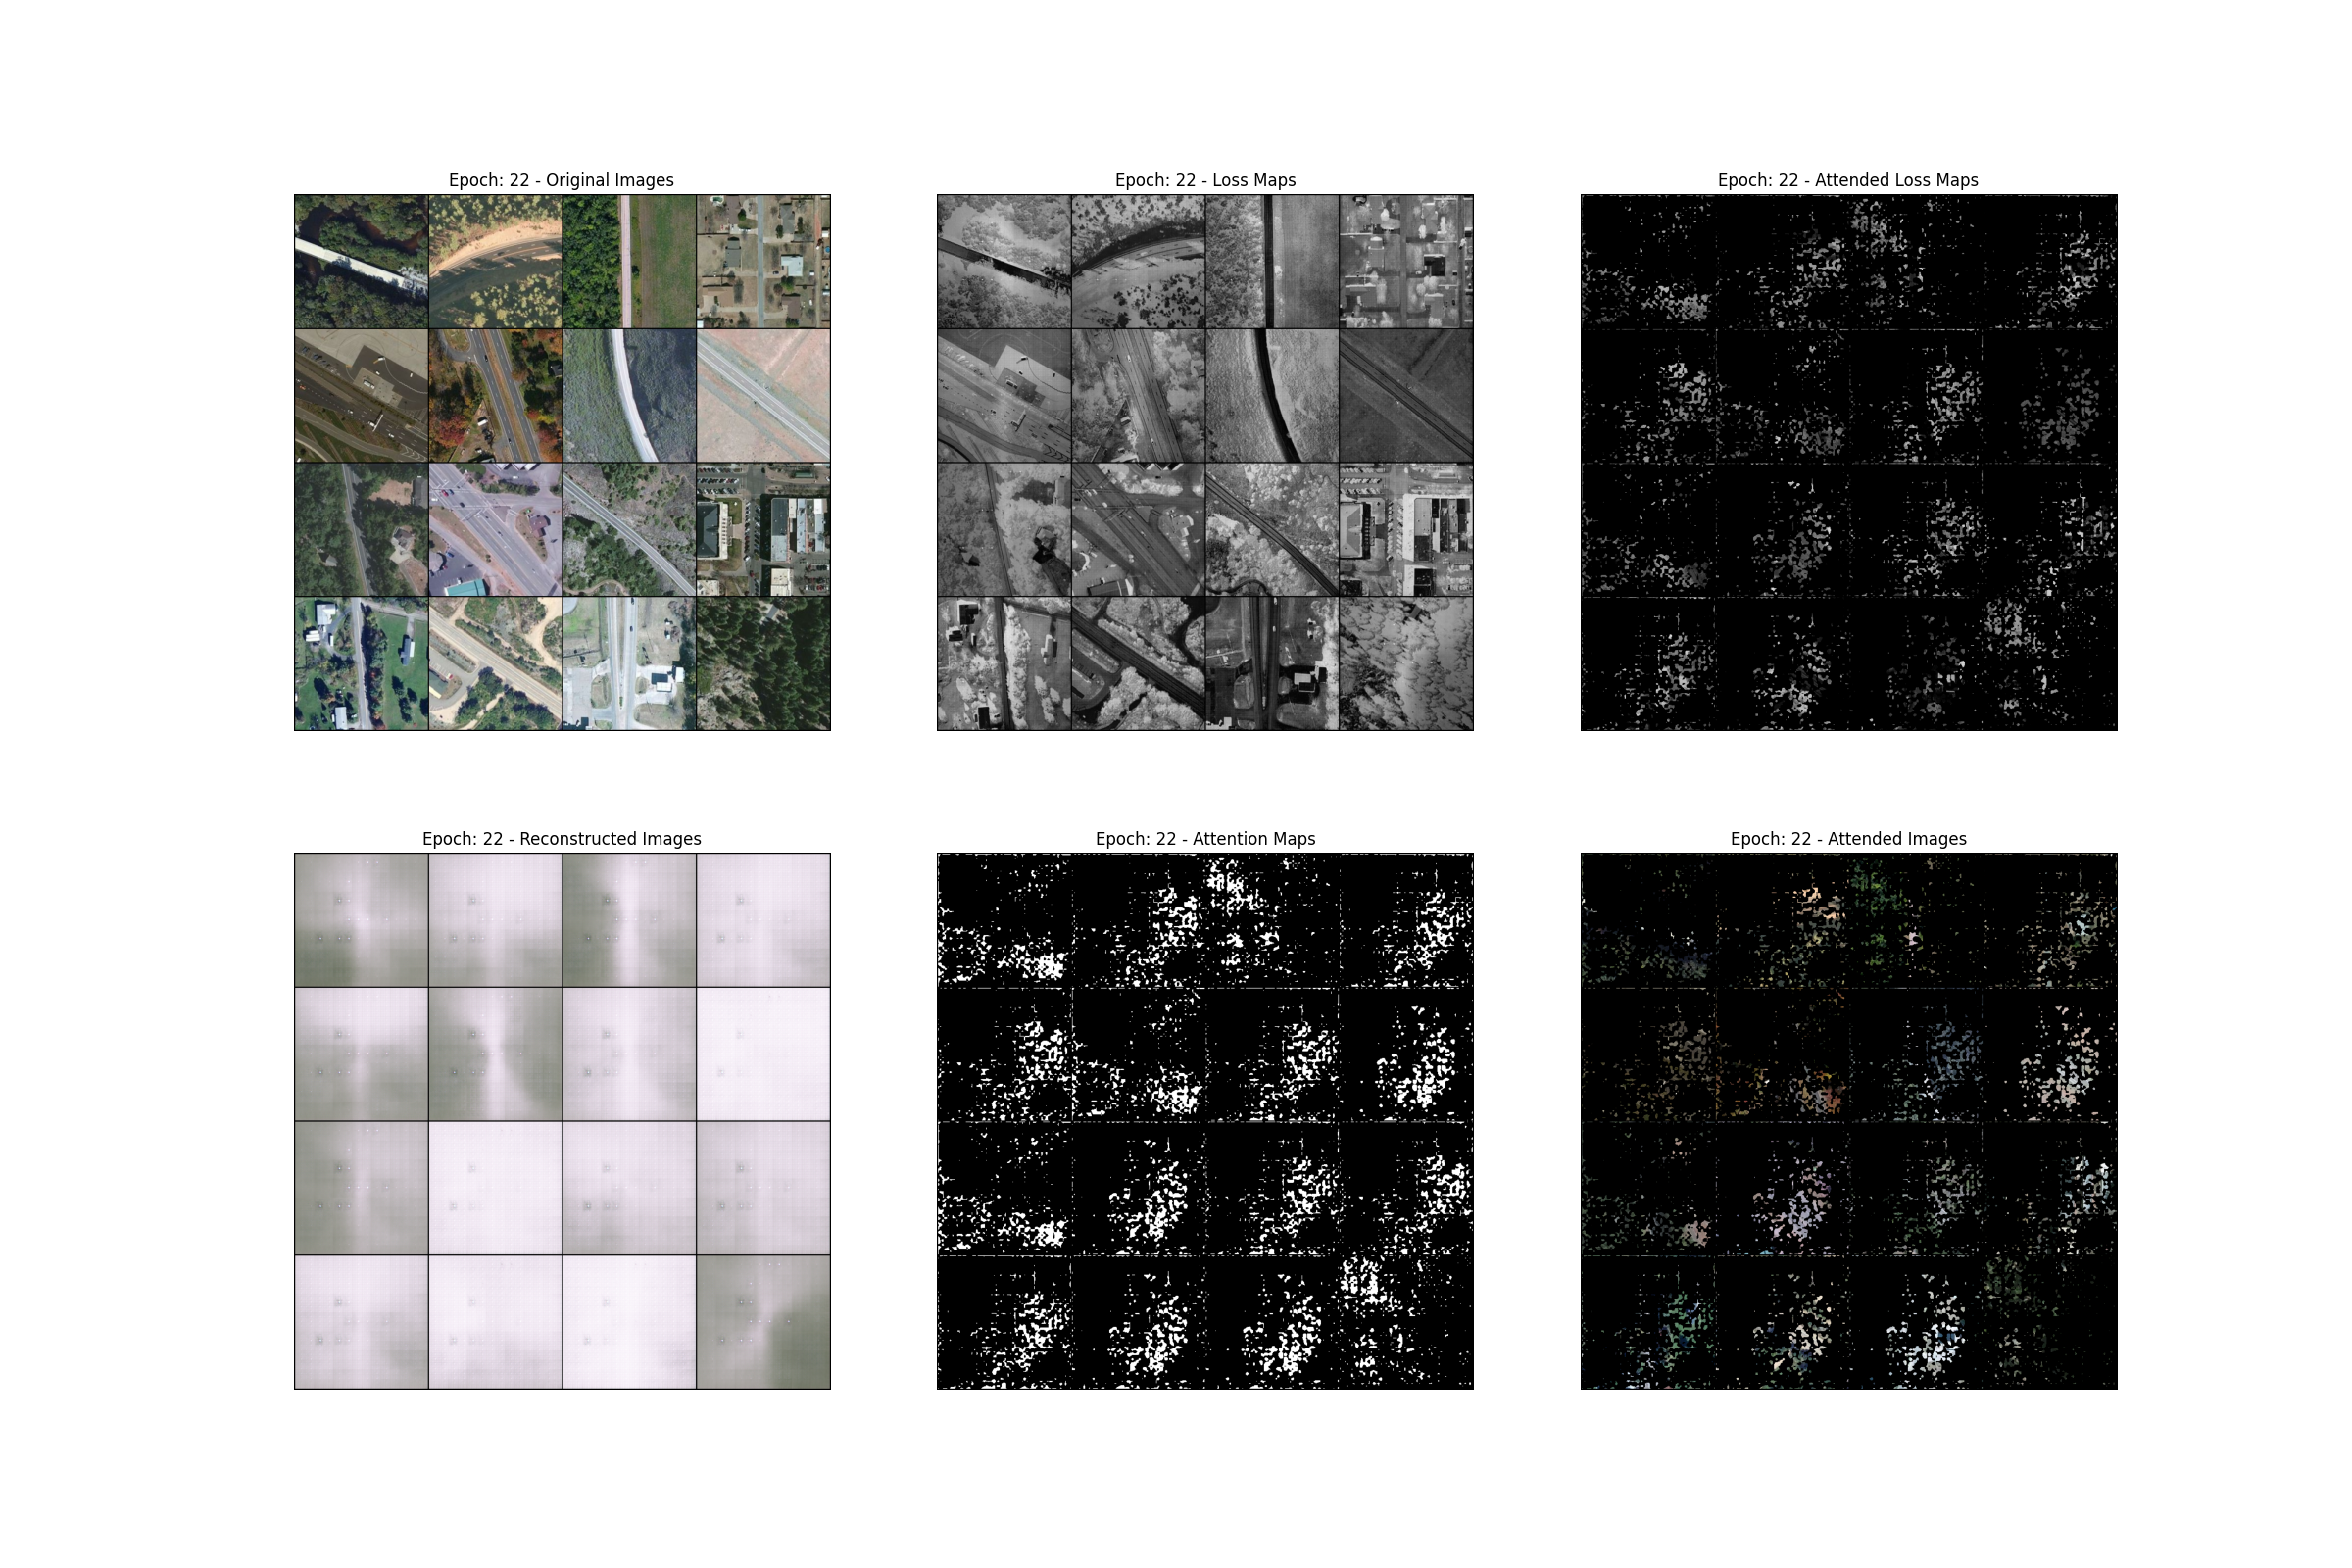 Epoch: 22 - Original Images
Epoch: 22 - Loss Maps
Epoch: 22 - Attended Loss Maps
Epoch: 22 - Reconstructed Images
Epoch: 22 - Attention Maps
Epoch: 22 - Attended Images